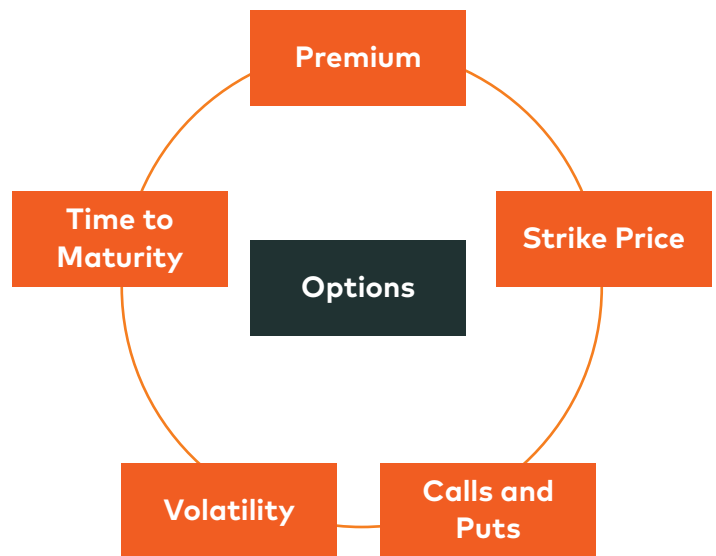 Premium
Time to
Maturity
Strike Price
Options
Volatility
Calls and
Puts